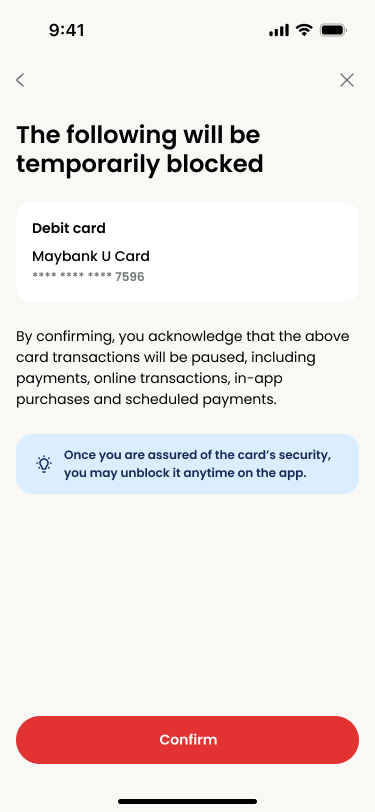 9:41
The following will be
temporarily blocked
Debit card
Maybank U Card
**** **** **** 7596
By confirming, you acknowledge that the above
card transactions will be paused, including
payments, online transactions, in-app
purchases and scheduled payments.
Once you are assured of the card’s security,
you may unblock it anytime on the app.
Confirm